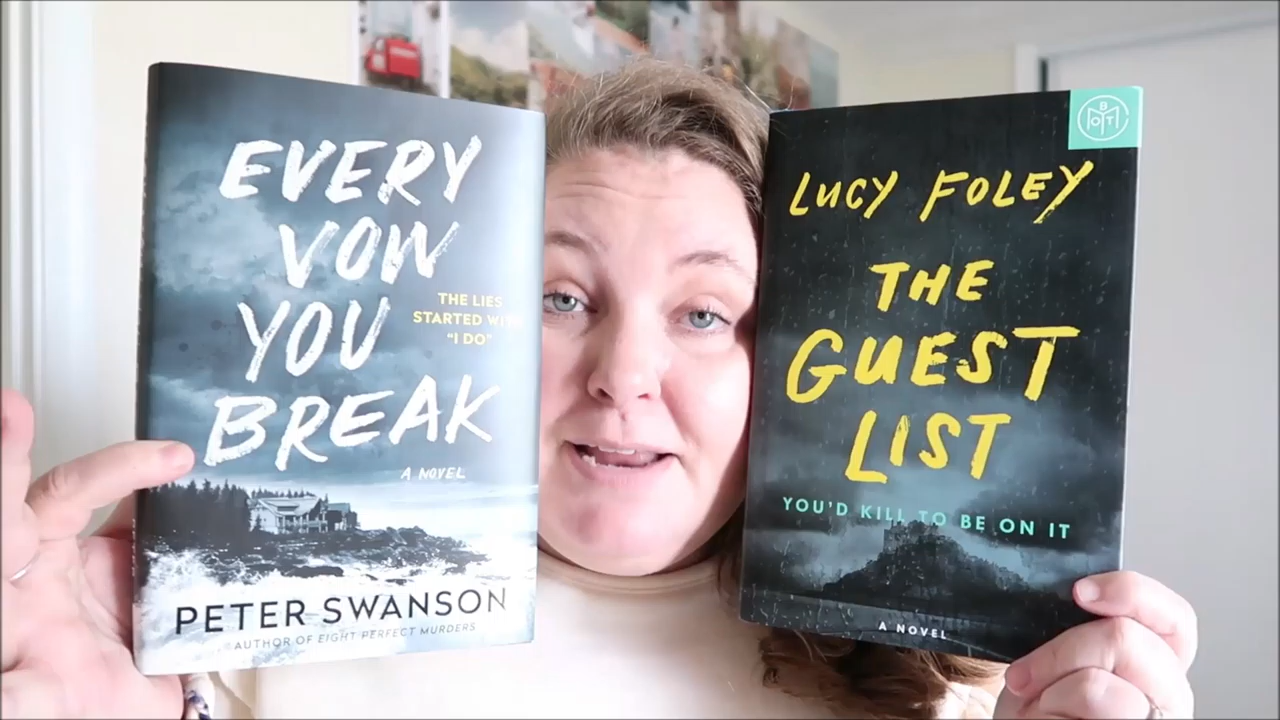 EVERY
VOW
YOU
BREAK
THE LIES
STARTED WITH
"I DO"
A NOVEL
PETER SWANSON
AUTHOR OF EIGHT PERFECT MURDERS
BOTM
LUCY FOLEY
THE
GUEST
LIST
YOU'D KILL TO BE ON IT
A NOVEL